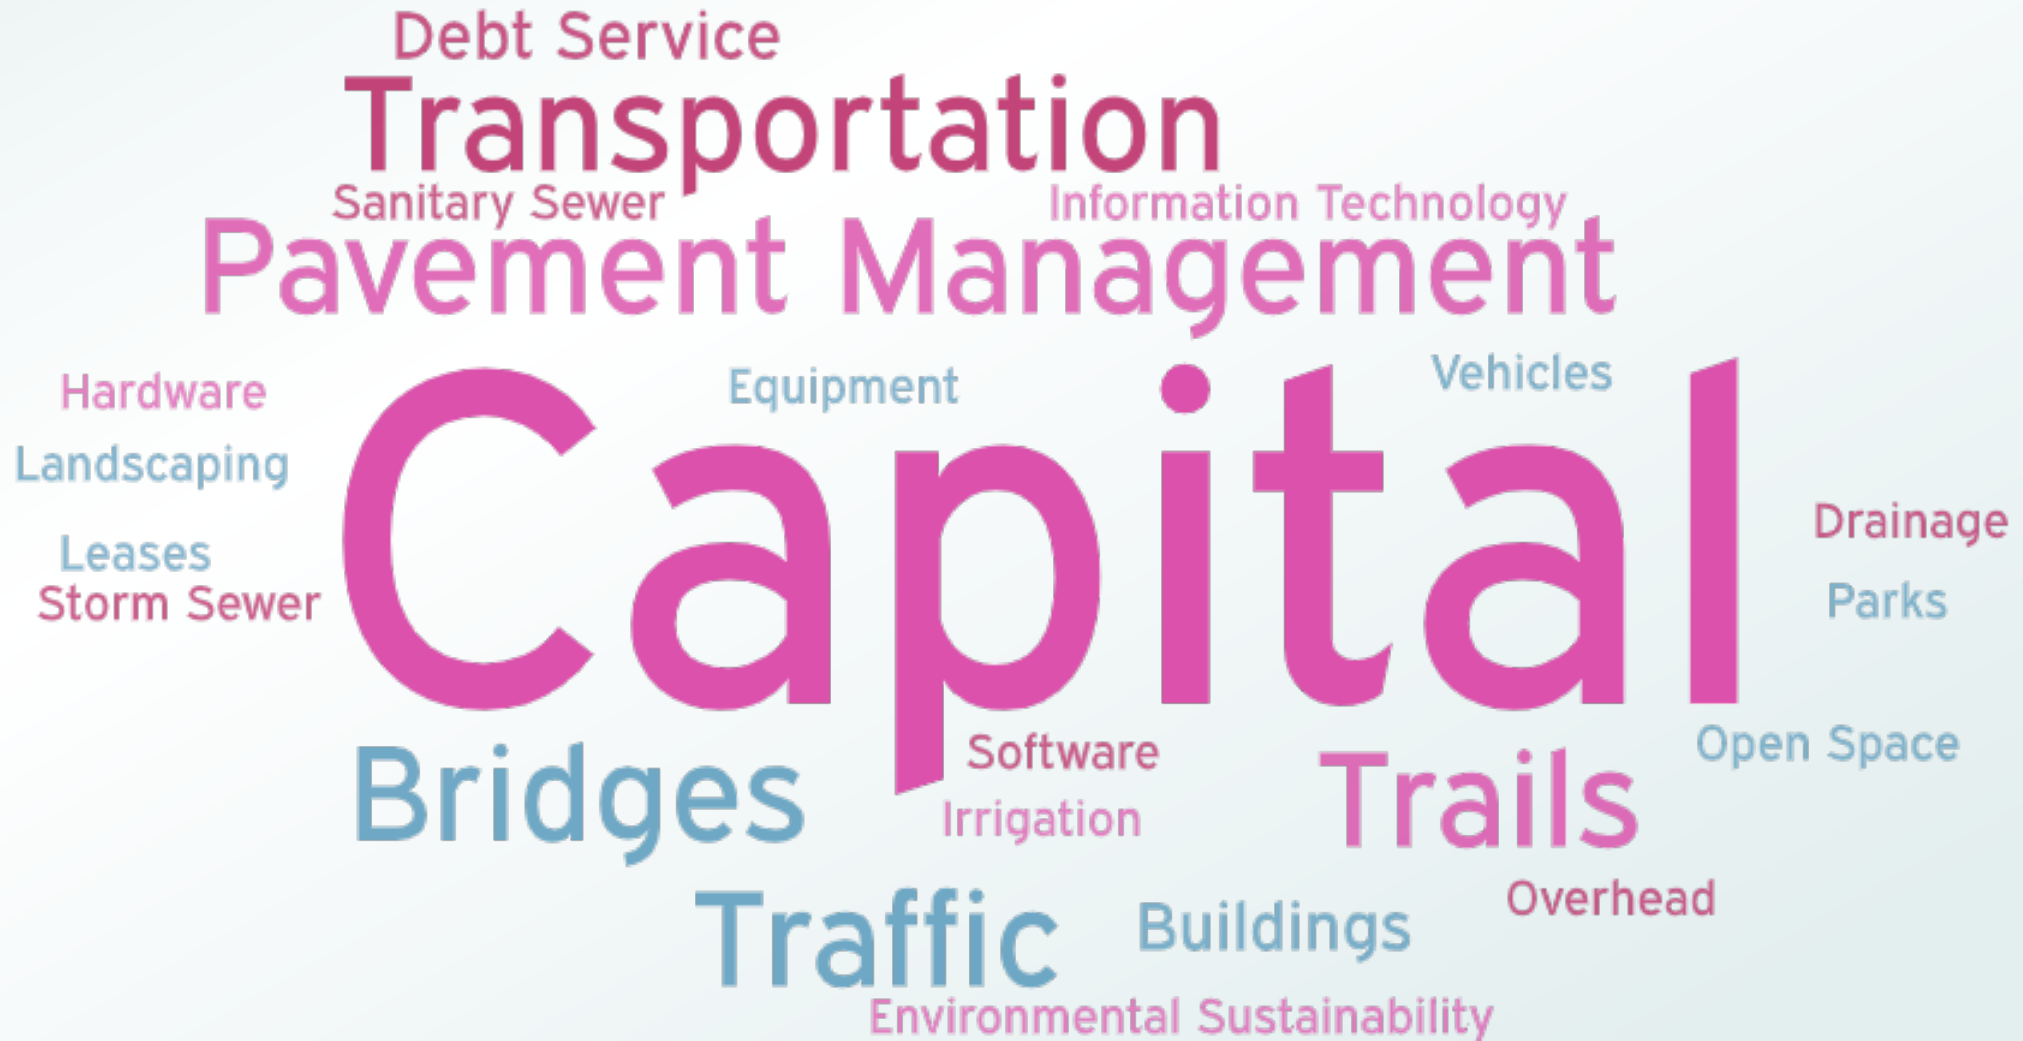 Debt Service
Transportation
Sanitary Sewer
Information Technology
Pavement Management
Hardware
Equipment
Vehicles
Landscaping
Capital
Leases
Storm Sewer
Drainage
Parks
Bridges
Software
Irrigation
Trails
Open Space
Traffic
Buildings
Overhead
Environmental Sustainability